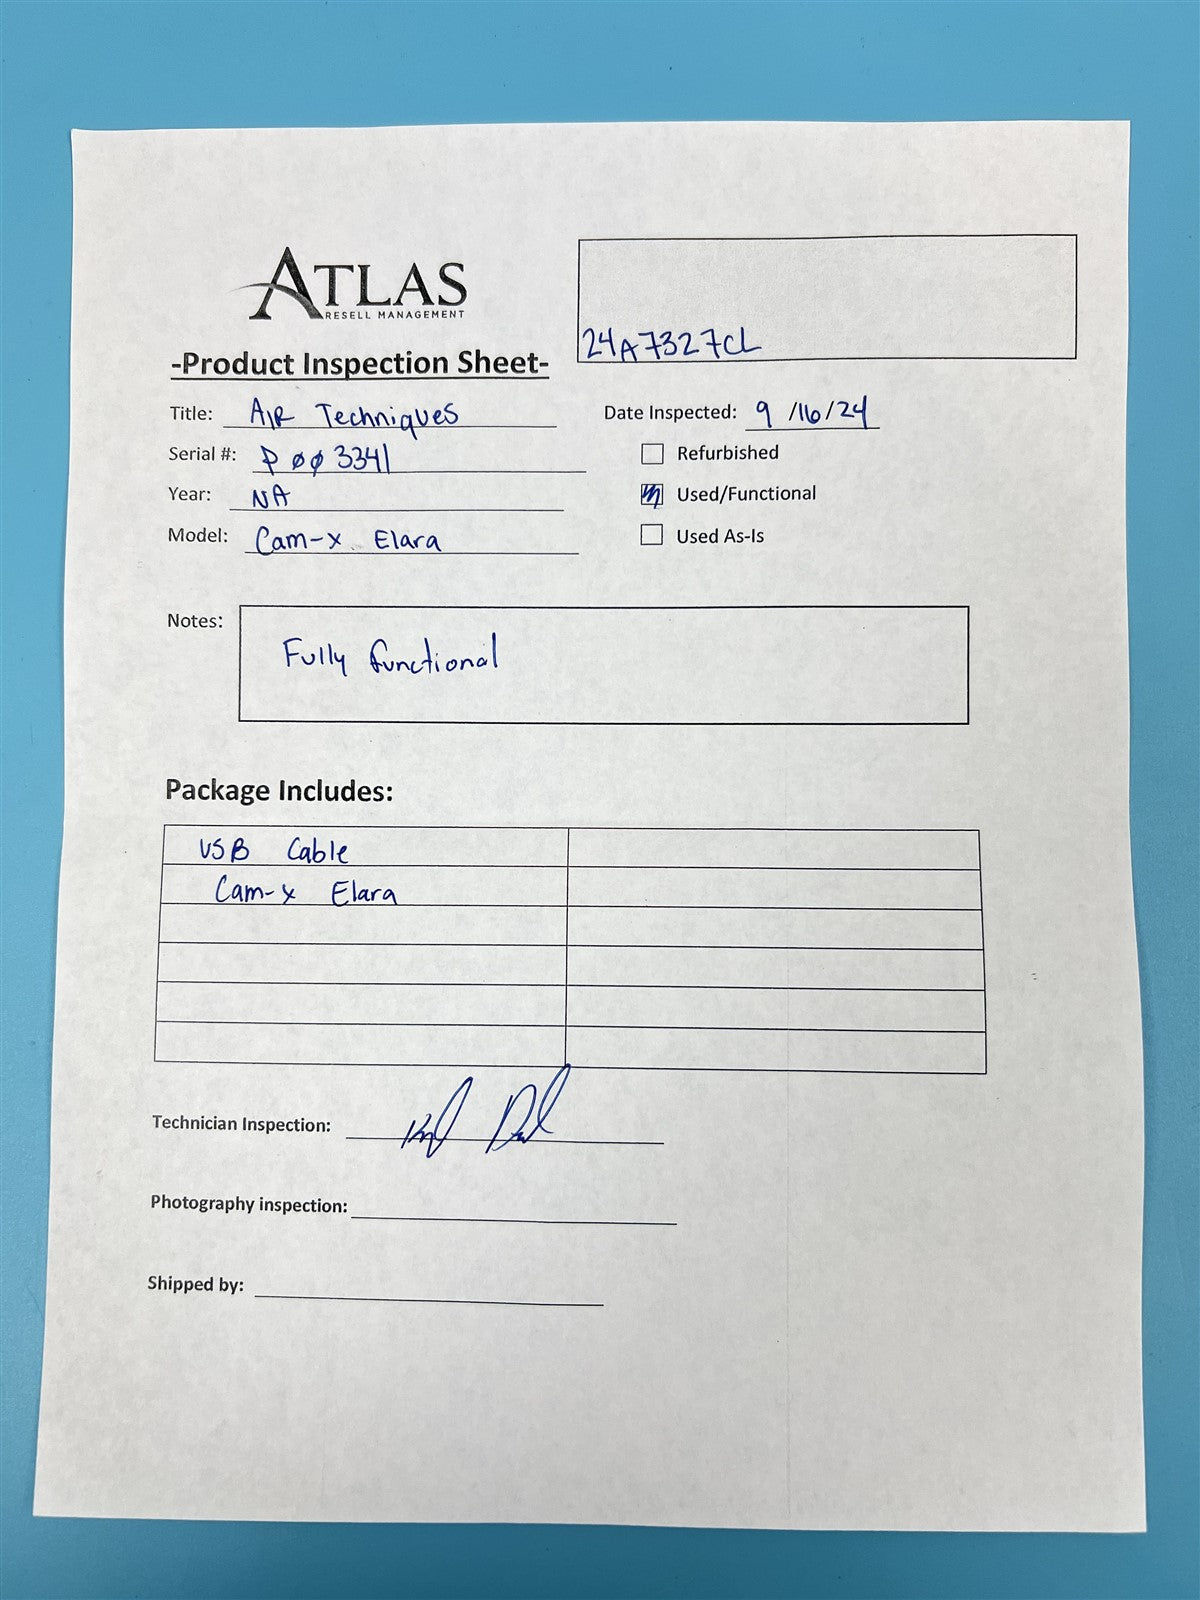 ATLAS
RESELL MANAGEMENT
24A7327CL
-Product Inspection Sheet-
Title: AIR Techniques
Date Inspected: 9/16/24
Serial #: P003341
Refurbished
Year: NA
Used/Functional
Model: Cam-x Elara
Used As-Is
Notes: Fully functional
Package Includes:
USB Cable
Cam-x Elara
Technician Inspection:
Photography inspection:
Shipped by: